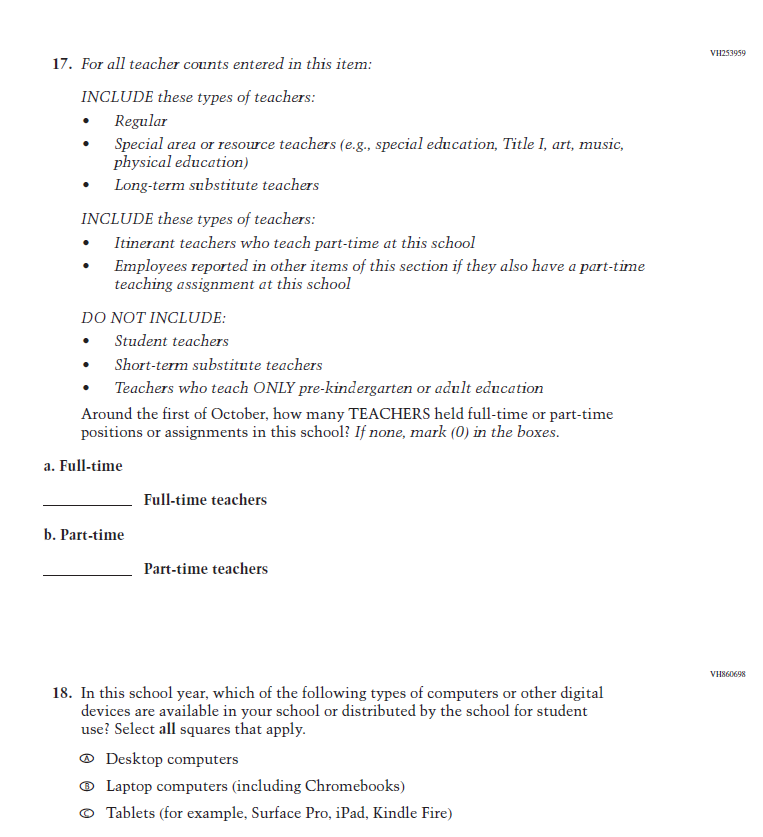 VH253959
17. For all teacher counts entered in this item:
INCLUDE these types of teachers:
• Regular
• Special area or resource teachers (e.g., special education, Title I, art, music,
physical education)
• Long-term substitute teachers
INCLUDE these types of teachers:
• Itinerant teachers who teach part-time at this school
• Employees reported in other items of this section if they also have a part-time
teaching assignment at this school
DO NOT INCLUDE:
• Student teachers
• Short-term substitute teachers
• Teachers who teach ONLY pre-kindergarten or adult education
Around the first of October, how many TEACHERS held full-time or part-time
positions or assignments in this school? If none, mark (0) in the boxes.
a. Full-time
Full-time teachers
b. Part-time
Part-time teachers
VH860698
18. In this school year, which of the following types of computers or other digital
devices are available in your school or distributed by the school for student
use? Select all squares that apply.
A Desktop computers
B Laptop computers (including Chromebooks)
C Tablets (for example, Surface Pro, iPad, Kindle Fire)